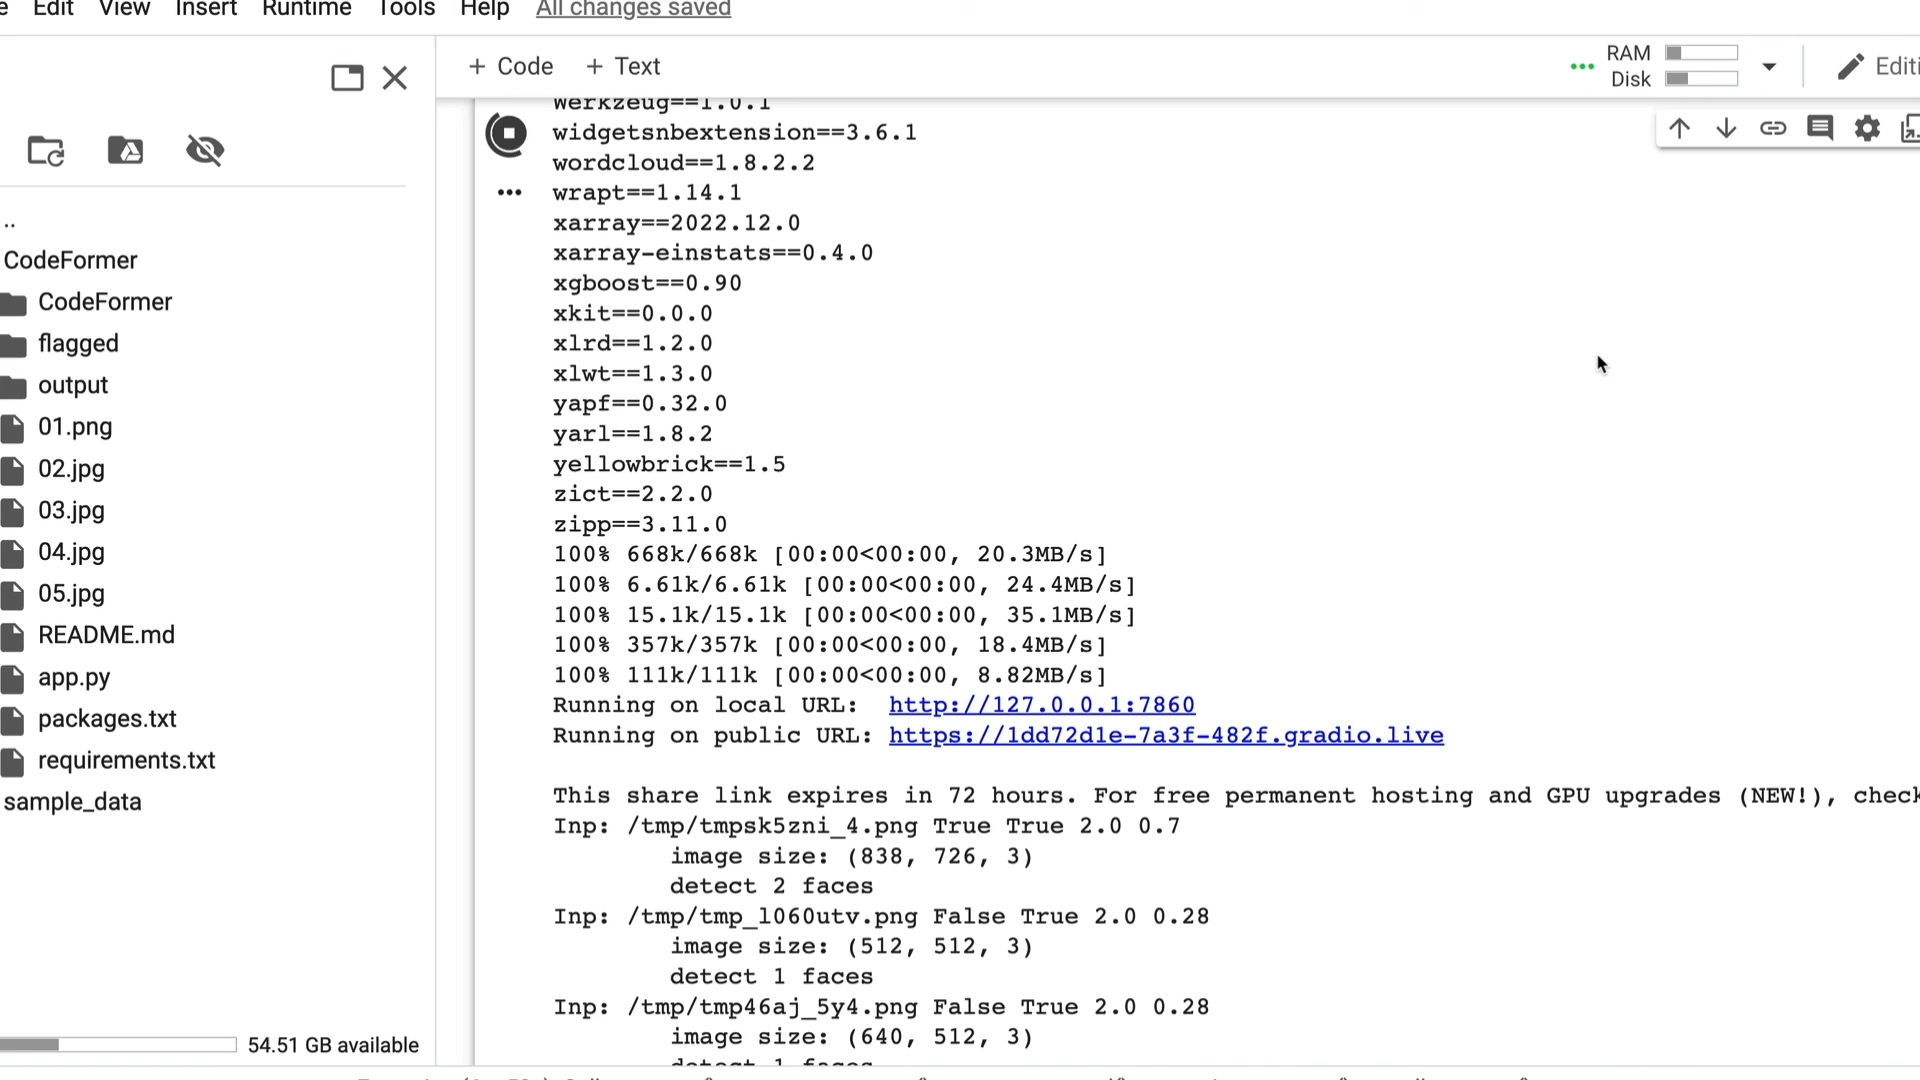 Edit View Insert Runtime Tools Help All changes saved
+ Code + Text
RAM
Disk
..
CodeFormer
CodeFormer
flagged
output
01.png
02.jpg
03.jpg
04.jpg
05.jpg
README.md
app.py
packages.txt
requirements.txt
sample_data
54.51 GB available
werkzeug==1.0.1
widgetsnbextension==3.6.1
wordcloud==1.8.2.2
wrapt==1.14.1
xarray==2022.12.0
xarray-einstats==0.4.0
xgboost==0.90
xkit==0.0.0
xlrd==1.2.0
xlwt==1.3.0
yapf==0.32.0
yarl==1.8.2
yellowbrick==1.5
zict==2.2.0
zipp==3.11.0
100% 668k/668k [00:00<00:00, 20.3MB/s]
100% 6.61k/6.61k [00:00<00:00, 24.4MB/s]
100% 15.1k/15.1k [00:00<00:00, 35.1MB/s]
100% 357k/357k [00:00<00:00, 18.4MB/s]
100% 111k/111k [00:00<00:00, 8.82MB/s]
Running on local URL: http://127.0.0.1:7860
Running on public URL: https://1dd72d1e-7a3f-482f.gradio.live
This share link expires in 72 hours. For free permanent hosting and GPU upgrades (NEW!), check
Inp: /tmp/tmpsk5zni_4.png True True 2.0 0.7
image size: (838, 726, 3)
detect 2 faces
Inp: /tmp/tmp_l060utv.png False True 2.0 0.28
image size: (512, 512, 3)
detect 1 faces
Inp: /tmp/tmp46aj_5y4.png False True 2.0 0.28
image size: (640, 512, 3)
detect 1 faces